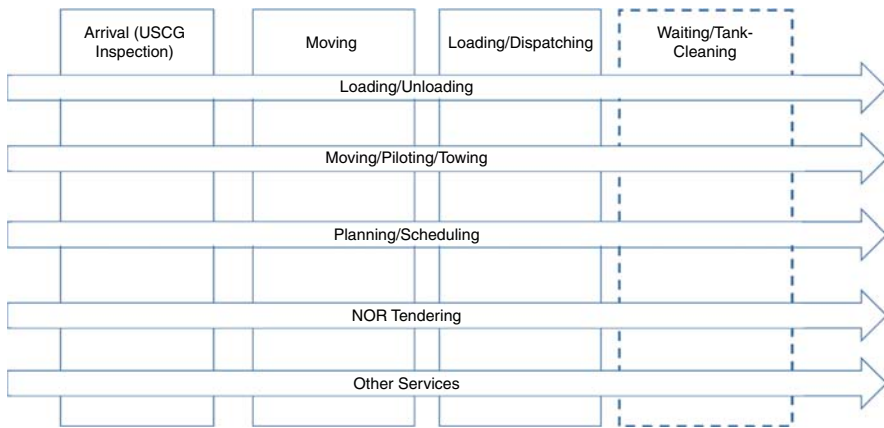 Arrival (USCG
Inspection)
Moving
Loading/Dispatching
Waiting/Tank-
Cleaning
Loading/Unloading
Moving/Piloting/Towing
Planning/Scheduling
NOR Tendering
Other Services